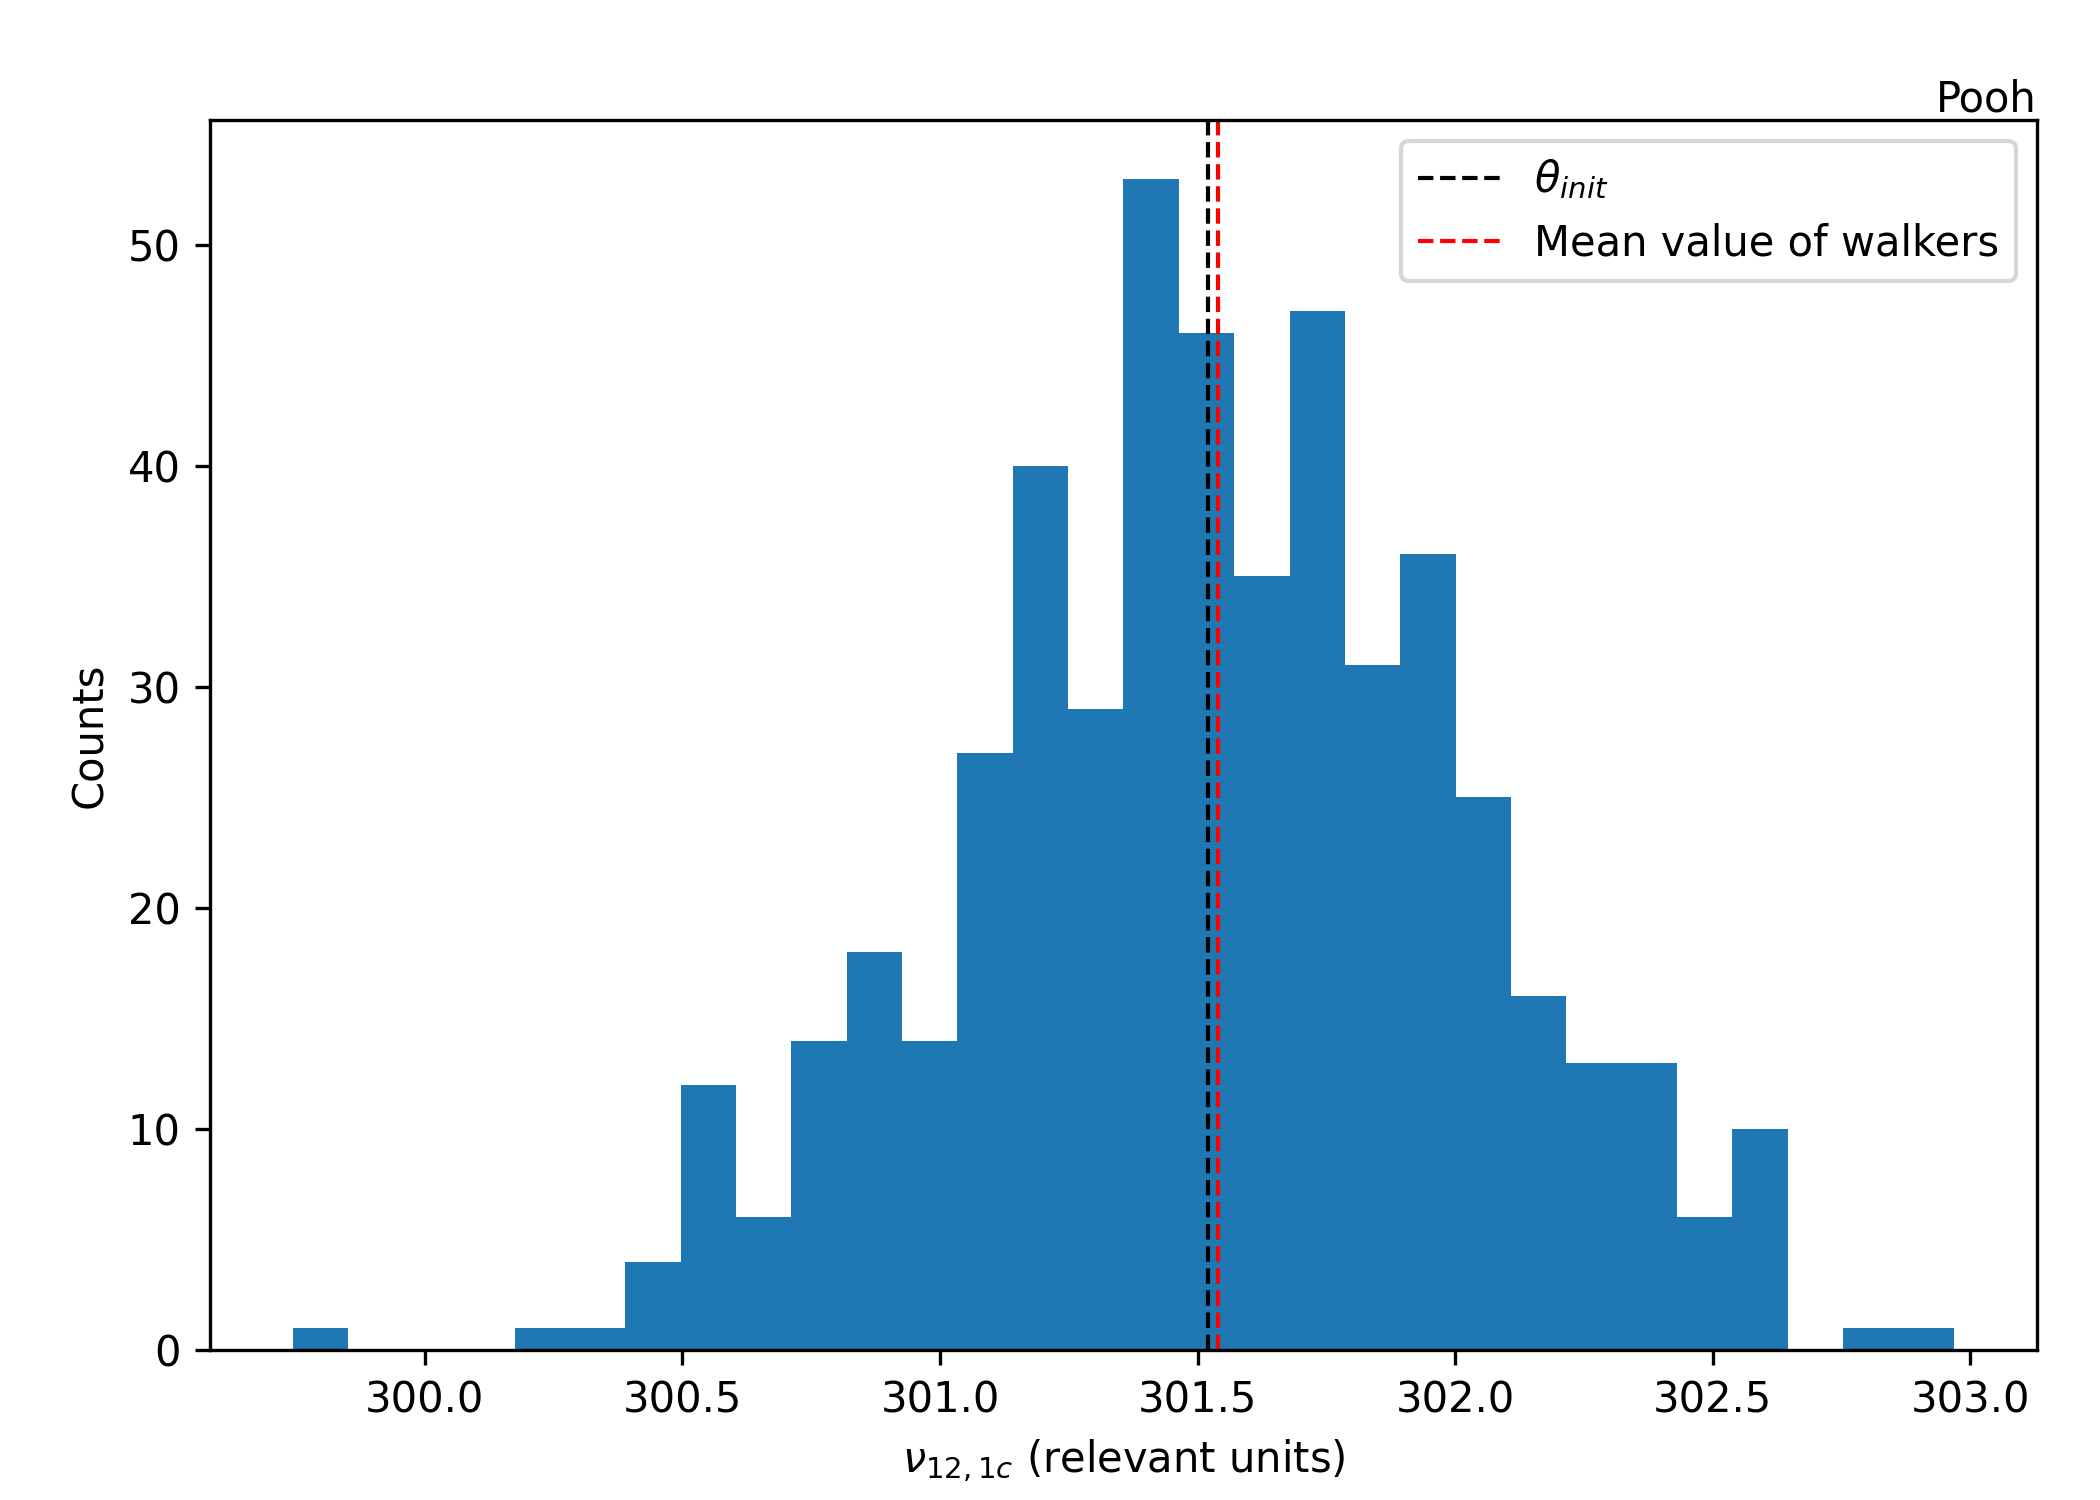 Pooh
θinit
Mean value of walkers
50
40
30
20
10
0
Counts
300.0 300.5 301.0 301.5 302.0 302.5 303.0
ν12, 1c (relevant units)